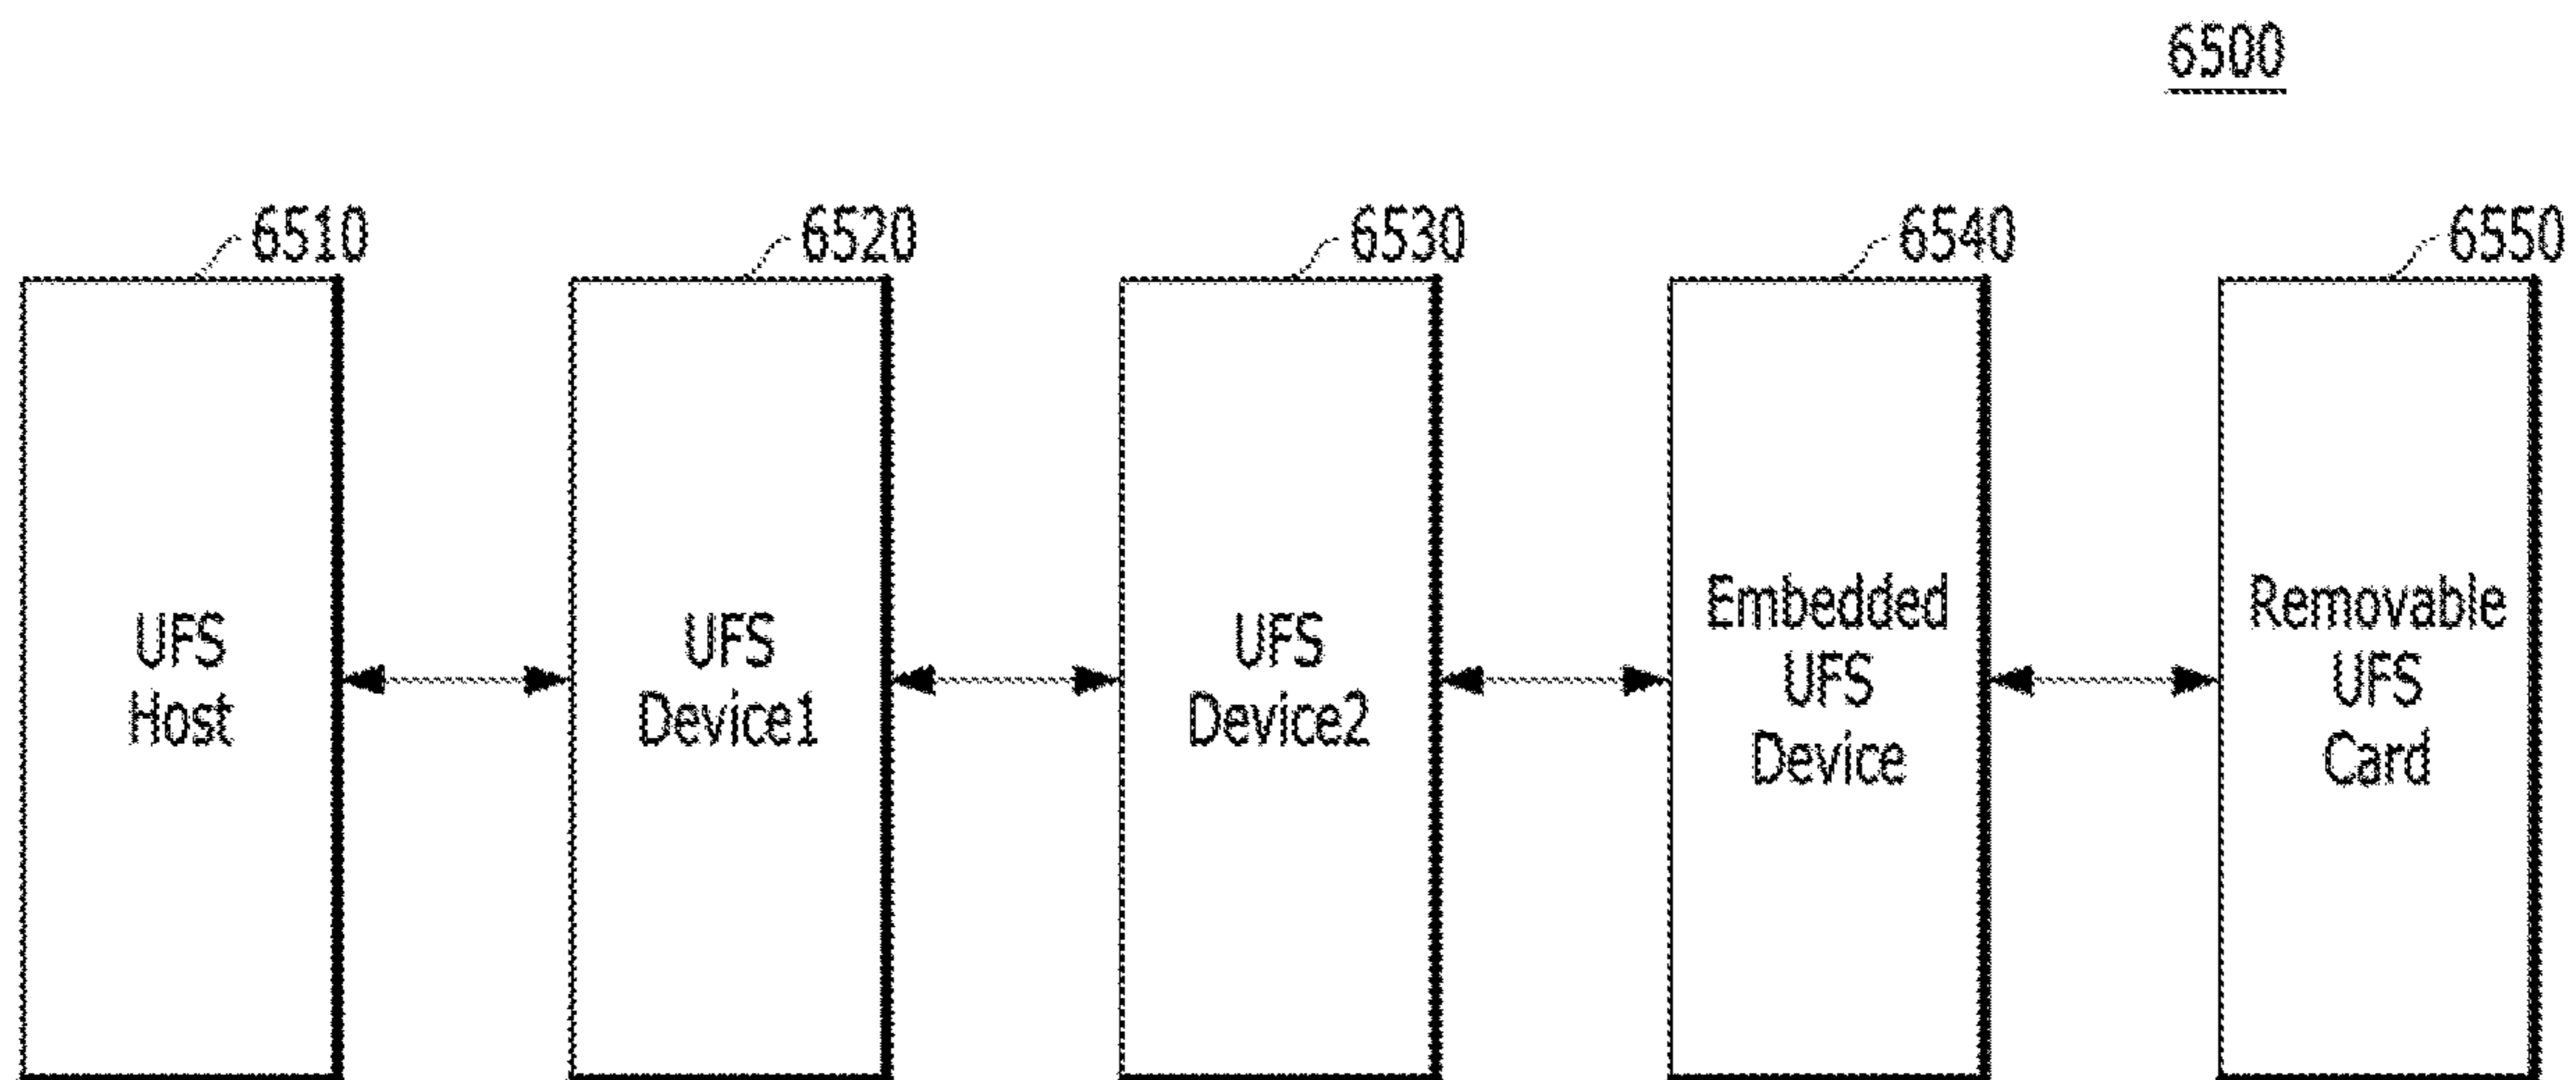 6500
6510
6520
6530
6540
6550
UFS
Host
UFS
Device1
UFS
Device2
Embedded
UFS
Device
Removable
UFS
Card